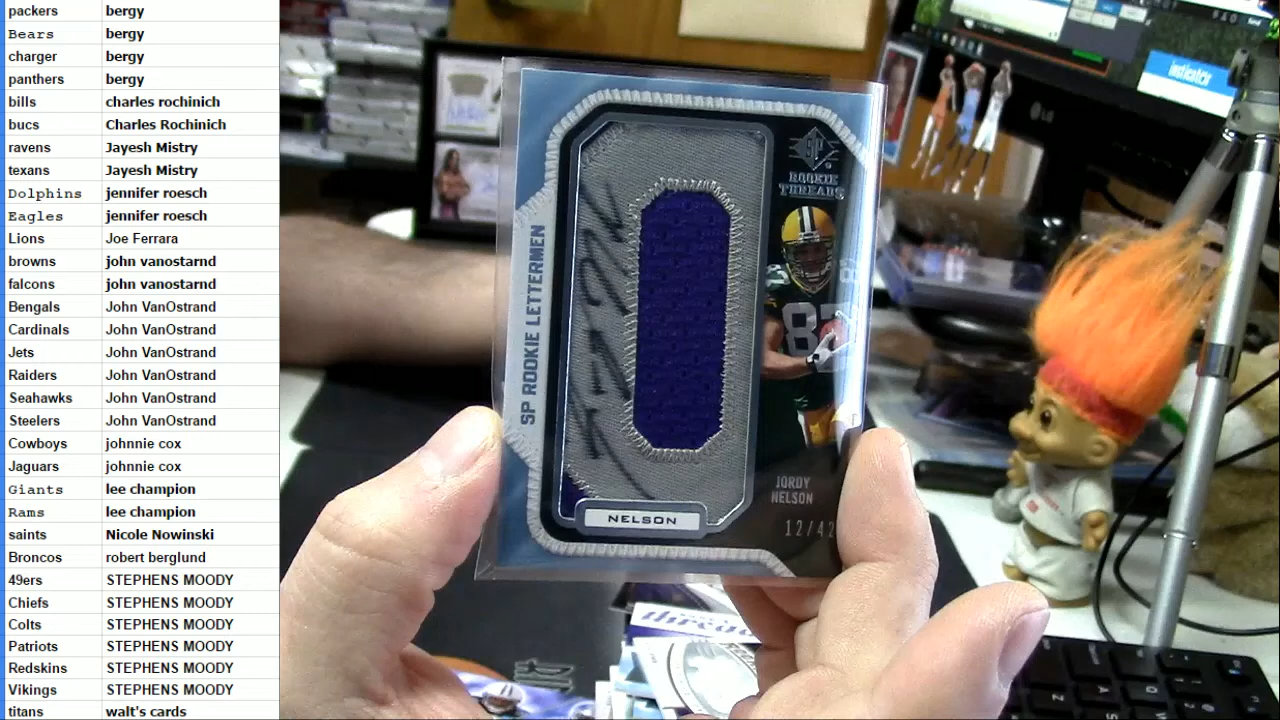 packers bergy
Bears bergy
charger bergy
panthers bergy
bills charles rochinich
bucs Charles Rochinich
ravens Jayesh Mistry
texans Jayesh Mistry
Dolphins jennifer roesch
Eagles jennifer roesch
Lions Joe Ferrara
browns john vanostarnd
falcons john vanostarnd
Bengals John VanOstrand
Cardinals John VanOstrand
Jets John VanOstrand
Raiders John VanOstrand
Seahawks John VanOstrand
Steelers John VanOstrand
Cowboys johnnie cox
Jaguars johnnie cox
Giants lee champion
Rams lee champion
saints Nicole Nowinski
Broncos robert berglund
49ers STEPHENS MOODY
Chiefs STEPHENS MOODY
Colts STEPHENS MOODY
Patriots STEPHENS MOODY
Redskins STEPHENS MOODY
Vikings STEPHENS MOODY
titans walt's cards
SP ROOKIE LETTERMEN
SP
ROOKIE
THREADS
87
JORDY
NELSON
12/42
NELSON
LG
threads